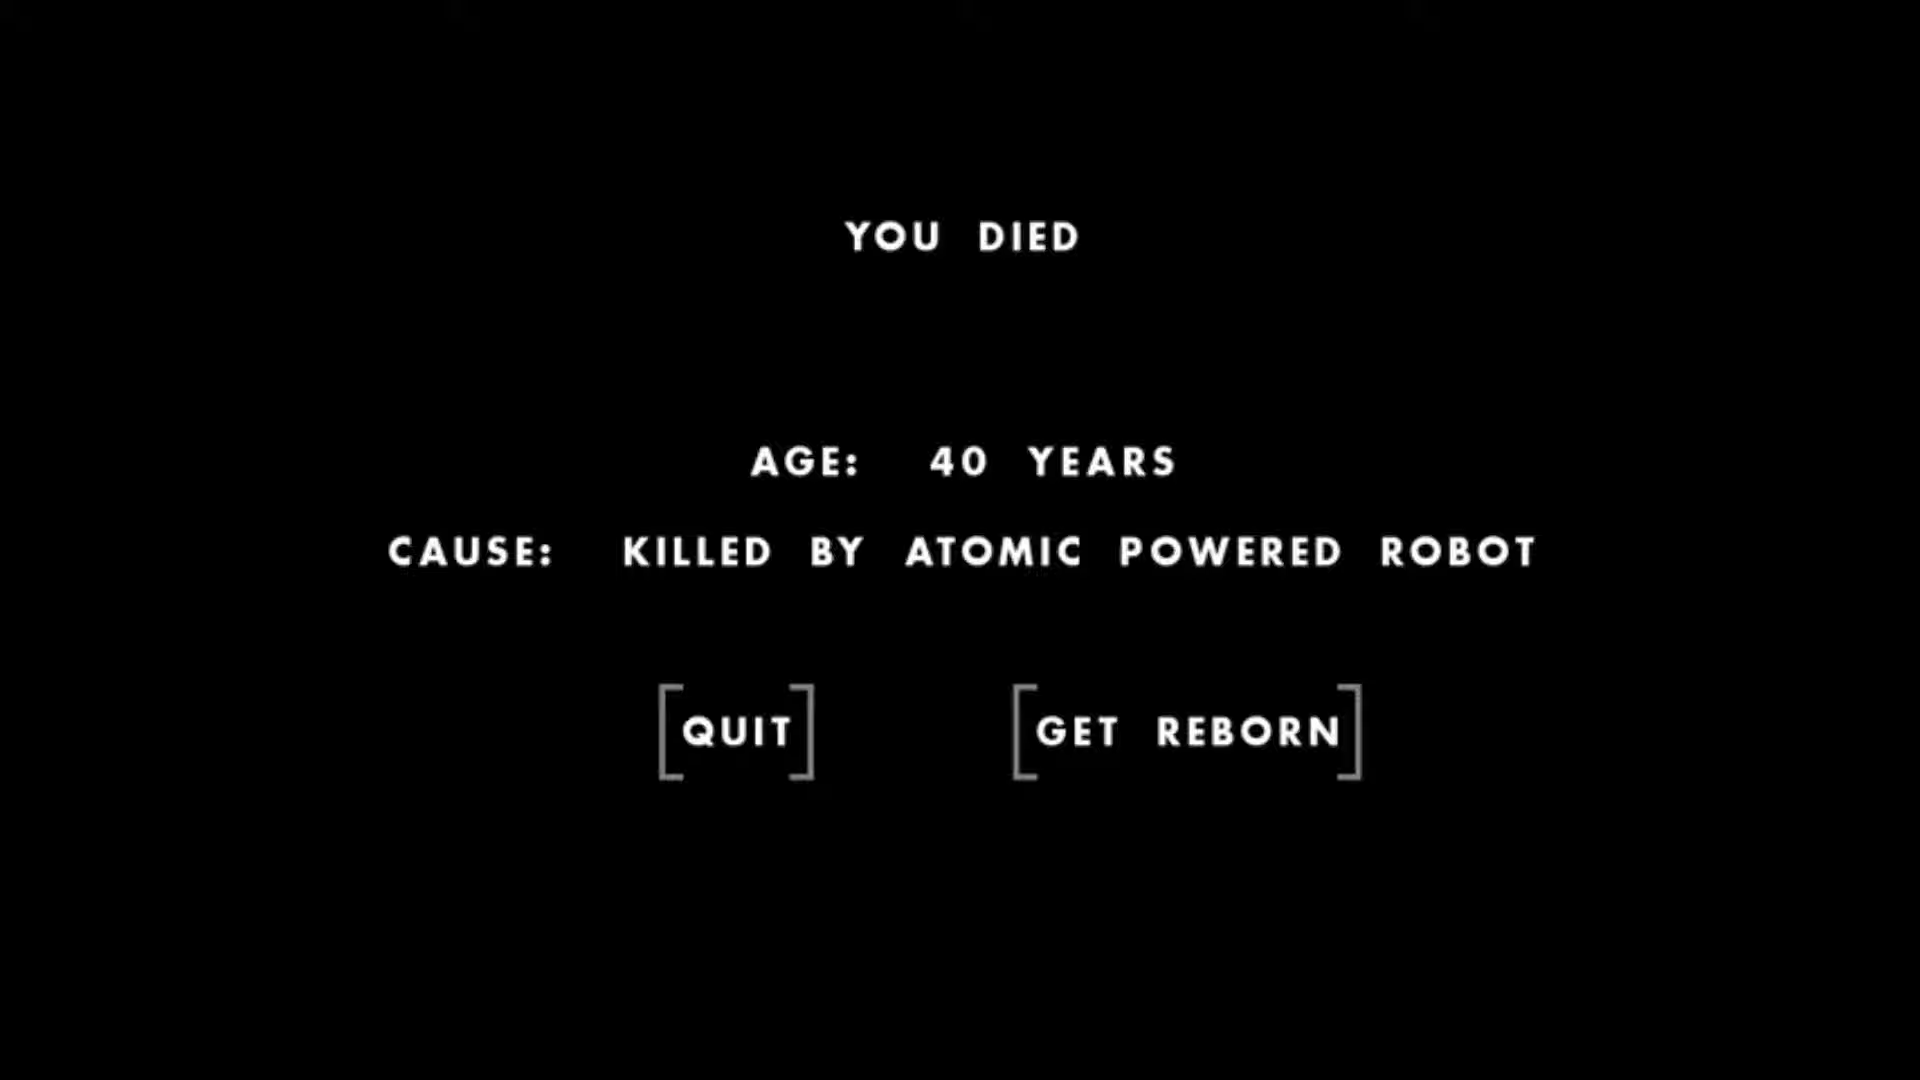 YOU DIED
AGE: 40 YEARS
CAUSE: KILLED BY ATOMIC POWERED ROBOT
[QUIT] [GET REBORN]